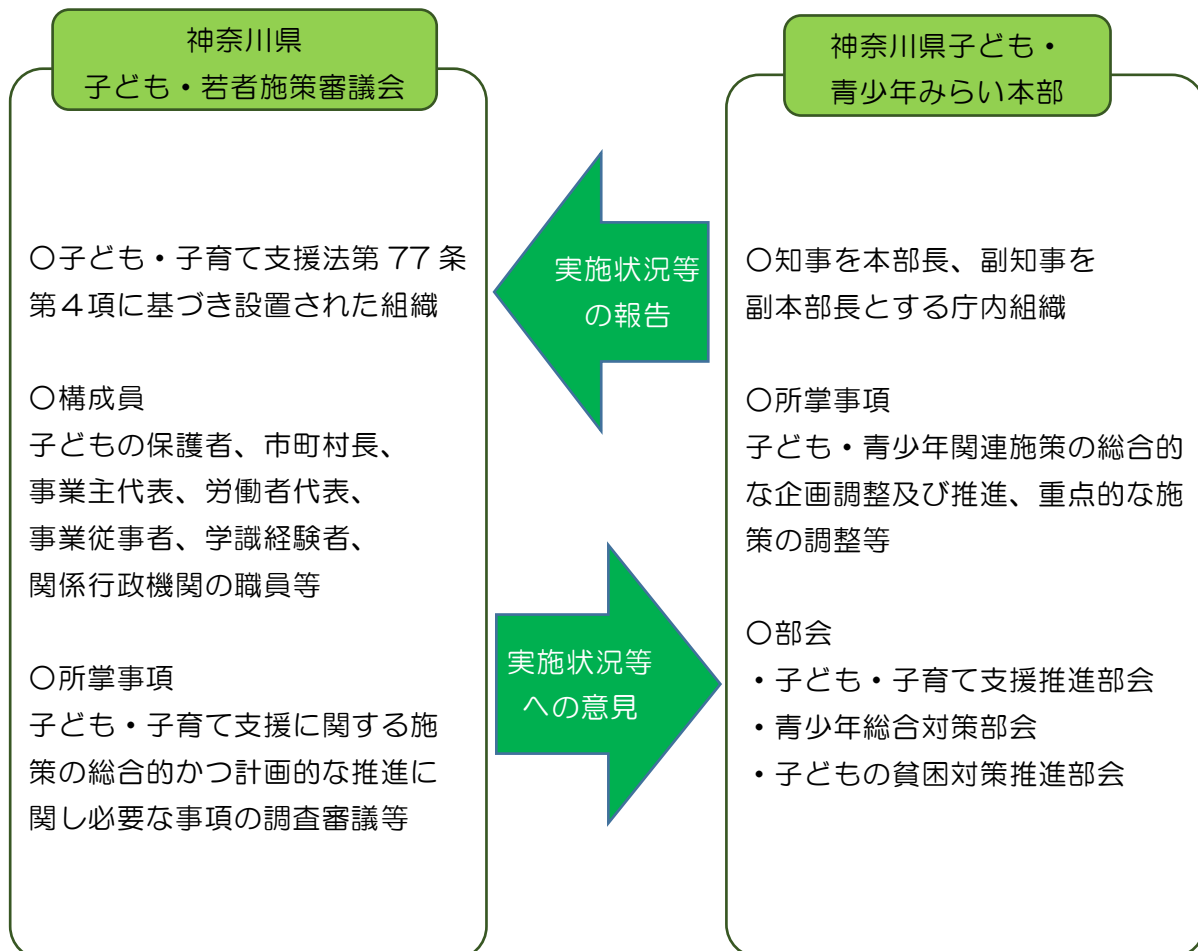 神奈川県
子ども・若者施策審議会
〇子ども・子育て支援法第 77 条
第４項に基づき設置された組織
〇構成員
子どもの保護者、市町村長、
事業主代表、労働者代表、
事業従事者、学識経験者、
関係行政機関の職員等
〇所掌事項
子ども・子育て支援に関する施
策の総合的かつ計画的な推進に
関し必要な事項の調査審議等
実施状況等
の報告
実施状況等
への意見
神奈川県子ども・
青少年みらい本部
〇知事を本部長、副知事を
副本部長とする庁内組織
〇所掌事項
子ども・青少年関連施策の総合的
な企画調整及び推進、重点的な施
策の調整等
〇部会
・子ども・子育て支援推進部会
・青少年総合対策部会
・子どもの貧困対策推進部会